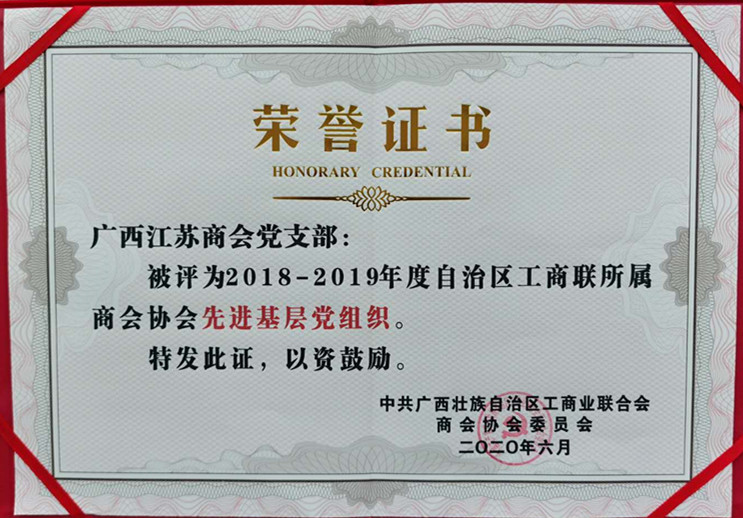 荣誉证书
HONORARY CREDENTIAL
广西江苏商会党支部：
被评为2018-2019年度自治区工商联所属
商会协会先进基层党组织。
特发此证，以资鼓励。
中共广西壮族自治区工商业联合会
商会协会委员会
二〇二〇年六月